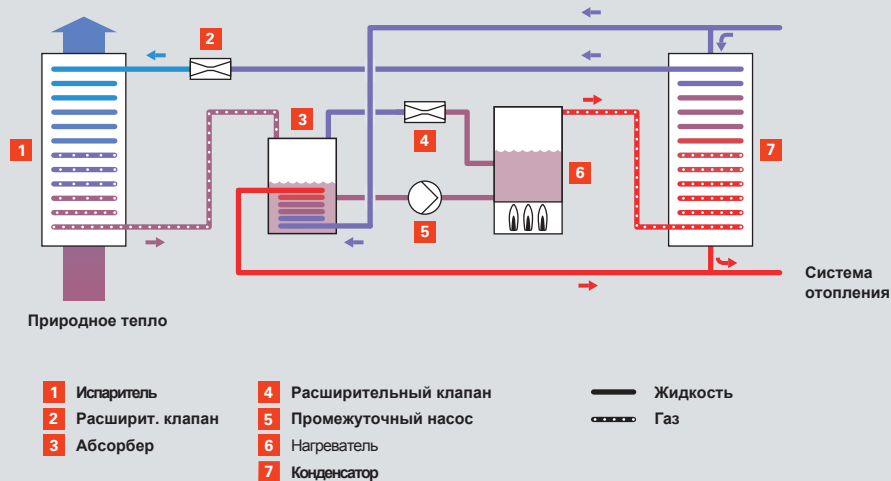 2
3
4
1
7
6
5
Система
отопления
Природное тепло
1 Испаритель
2 Расширит. клапан
3 Абсорбер
4 Расширительный клапан
5 Промежуточный насос
6 Нагреватель
7 Конденсатор
Жидкость
Газ